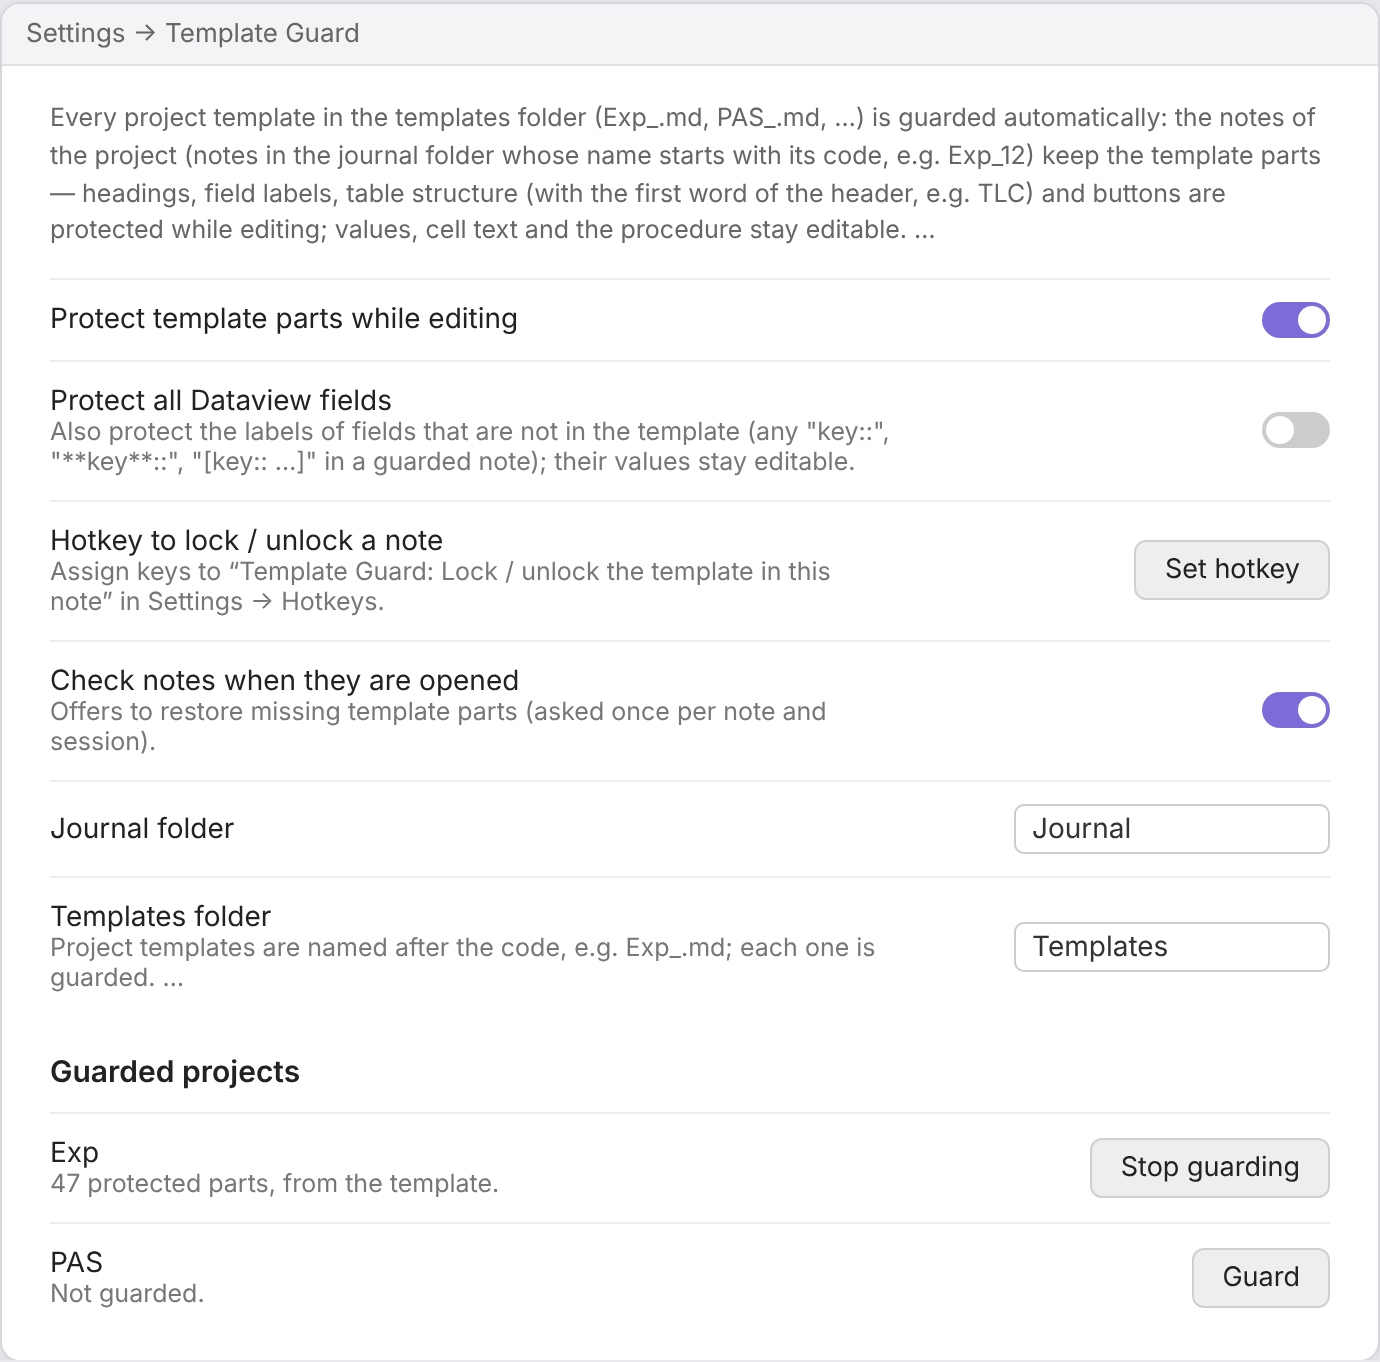 Settings → Template Guard
Every project template in the templates folder (Exp_.md, PAS_.md, ...) is guarded automatically: the notes of
the project (notes in the journal folder whose name starts with its code, e.g. Exp_12) keep the template parts
— headings, field labels, table structure (with the first word of the header, e.g. TLC) and buttons are
protected while editing; values, cell text and the procedure stay editable. ...
Protect template parts while editing
Protect all Dataview fields
Also protect the labels of fields that are not in the template (any "key::",
"**key**::", "[key:: ...]" in a guarded note); their values stay editable.
Hotkey to lock / unlock a note
Assign keys to “Template Guard: Lock / unlock the template in this
note” in Settings → Hotkeys.
Set hotkey
Check notes when they are opened
Offers to restore missing template parts (asked once per note and
session).
Journal folder
Journal
Templates folder
Project templates are named after the code, e.g. Exp_.md; each one is
guarded. ...
Templates
Guarded projects
Exp
47 protected parts, from the template.
Stop guarding
PAS
Not guarded.
Guard